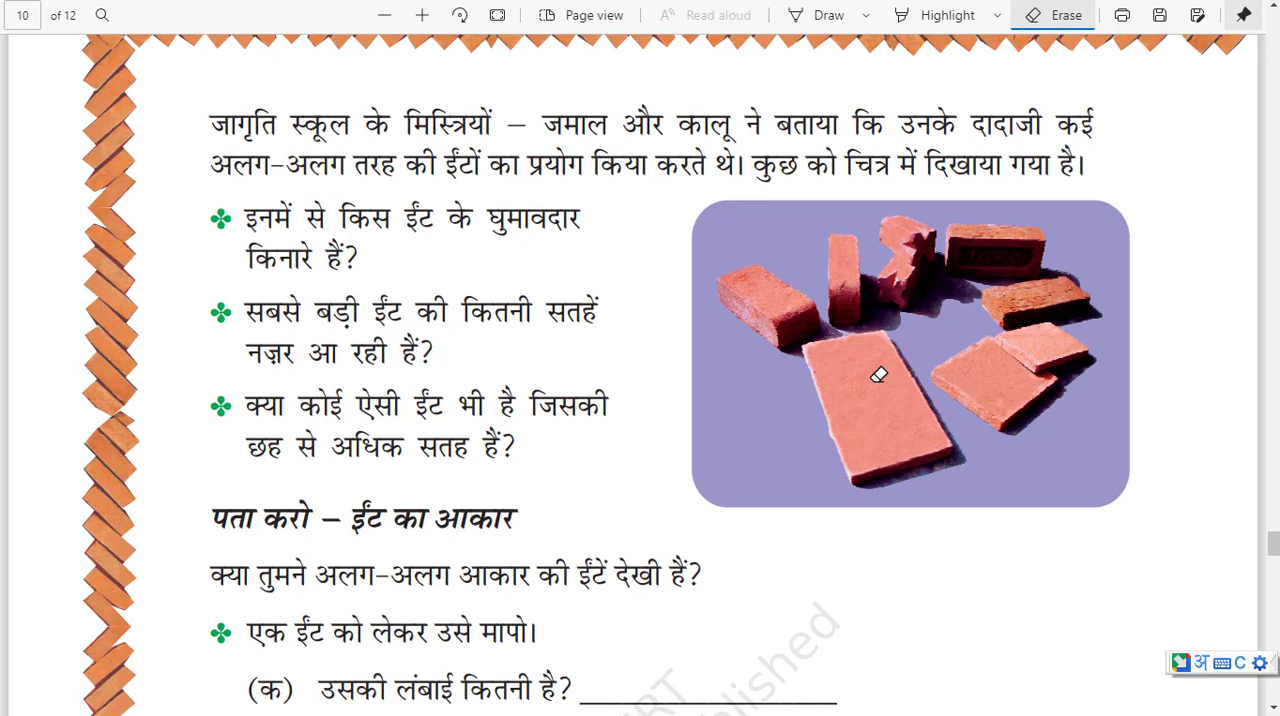 10 of 12 Page view Read aloud Draw Highlight Erase
जागृति स्कूल के मिस्त्रियों – जमाल और कालू ने बताया कि उनके दादाजी कई
अलग-अलग तरह की ईंटों का प्रयोग किया करते थे। कुछ को चित्र में दिखाया गया है।
इनमें से किस ईंट के घुमावदार
किनारे हैं?
सबसे बड़ी ईंट की कितनी सतहें
नज़र आ रही हैं?
क्या कोई ऐसी ईंट भी है जिसकी
छह से अधिक सतह हैं?
पता करो – ईंट का आकार
क्या तुमने अलग-अलग आकार की ईंटें देखी हैं?
एक ईंट को लेकर उसे मापो।
(क) उसकी लंबाई कितनी है?
अ C